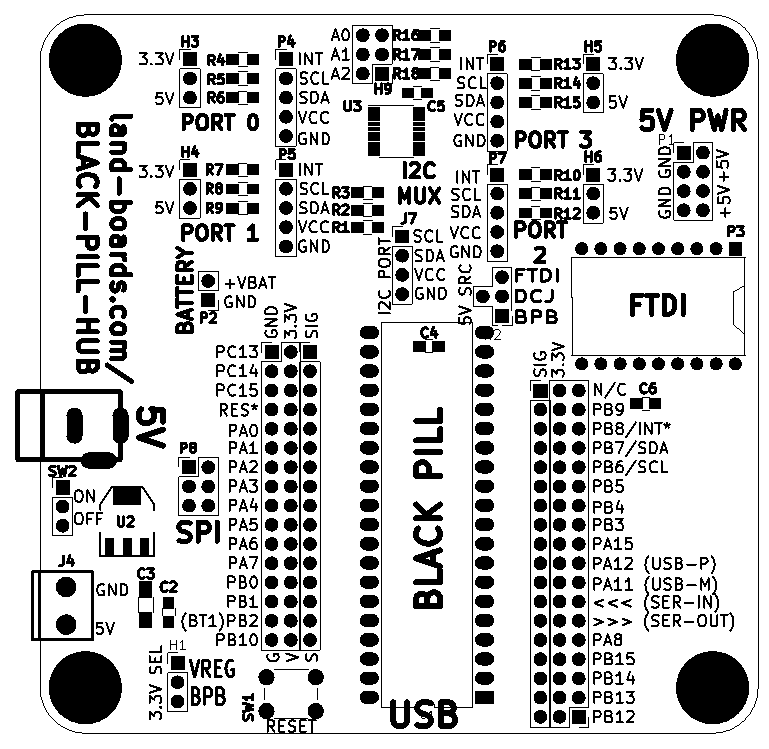 H3
3.3V
R4
R5
5V
R6
PORT 0
P4
INT
SCL
SDA
VCC
GND
A0
R16
A1
R17
A2
R18
H9
U3
C5
I2C
MUX
P6
INT
SCL
SDA
VCC
GND
R13
R14
R15
H5
3.3V
5V
PORT 3
5V PWR
P1
GND
GND
+5V
+5V
land-boards.com/
BLACK-PILL-HUB
H4
3.3V
R7
R8
5V
R9
PORT 1
P5
INT
SCL
SDA
VCC
GND
R3
R2
R1
J7
SCL
SDA
VCC
GND
I2C PORT
P7
INT
SCL
SDA
VCC
GND
R10
R11
R12
H6
3.3V
5V
PORT
2
P3
FTDI
BATTERY
+VBAT
GND
P2
5V SRC
FTDI
DCJ
BPB
GND
3.3V
SIG
PC13
PC14
PC15
RES*
PA0
PA1
PA2
PA3
PA4
PA5
PA6
PA7
PB0
PB1
(BT1)PB2
PB10
G
V
S
C4
BLACK PILL
USB
SIG
3.3V
N/C
C6
PB9
PB8/INT*
PB7/SDA
PB6/SCL
PB5
PB4
PB3
PA15
PA12 (USB-P)
PA11 (USB-M)
<<< (SER-IN)
>>> (SER-OUT)
PA8
PB15
PB14
PB13
PB12
5V
SW2
ON
OFF
U2
P8
SPI
J4
GND
5V
C3
C2
H1
3.3V SEL
VREG
BPB
SW1
RESET